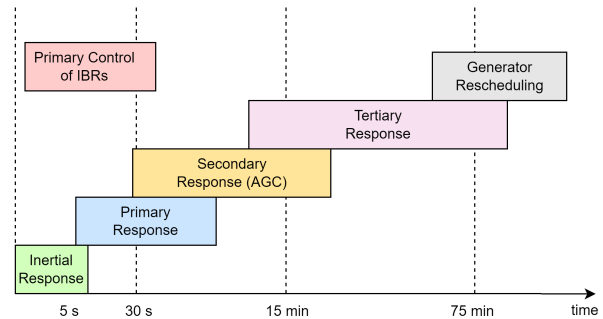 Primary Control
of IBRs
Generator
Rescheduling
Tertiary
Response
Secondary
Response (AGC)
Primary
Response
Inertial
Response
5 s
30 s
15 min
75 min
time